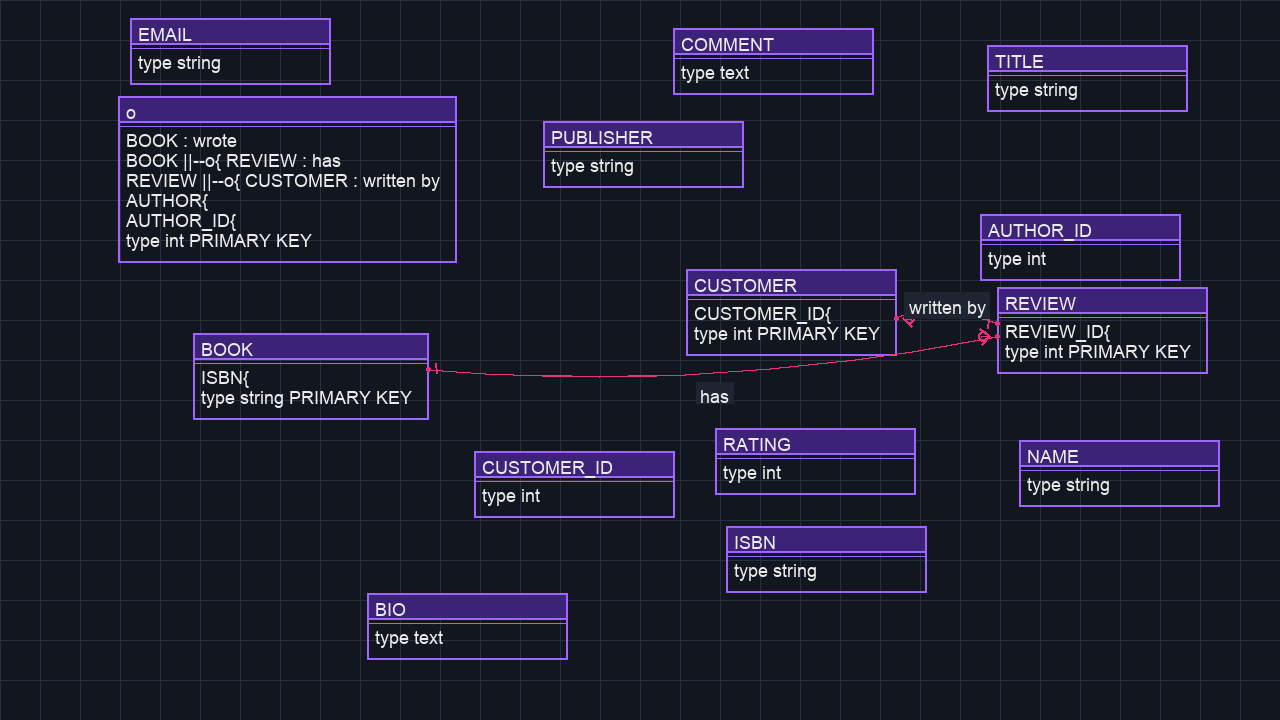 EMAIL
type string
COMMENT
type text
TITLE
type string
o
BOOK : wrote
BOOK ||--o{ REVIEW : has
REVIEW ||--o{ CUSTOMER : written by
AUTHOR{
AUTHOR_ID{
type int PRIMARY KEY
PUBLISHER
type string
AUTHOR_ID
type int
CUSTOMER
CUSTOMER_ID{
type int PRIMARY KEY
written by
REVIEW
REVIEW_ID{
type int PRIMARY KEY
BOOK
ISBN{
type string PRIMARY KEY
has
CUSTOMER_ID
type int
RATING
type int
NAME
type string
ISBN
type string
BIO
type text